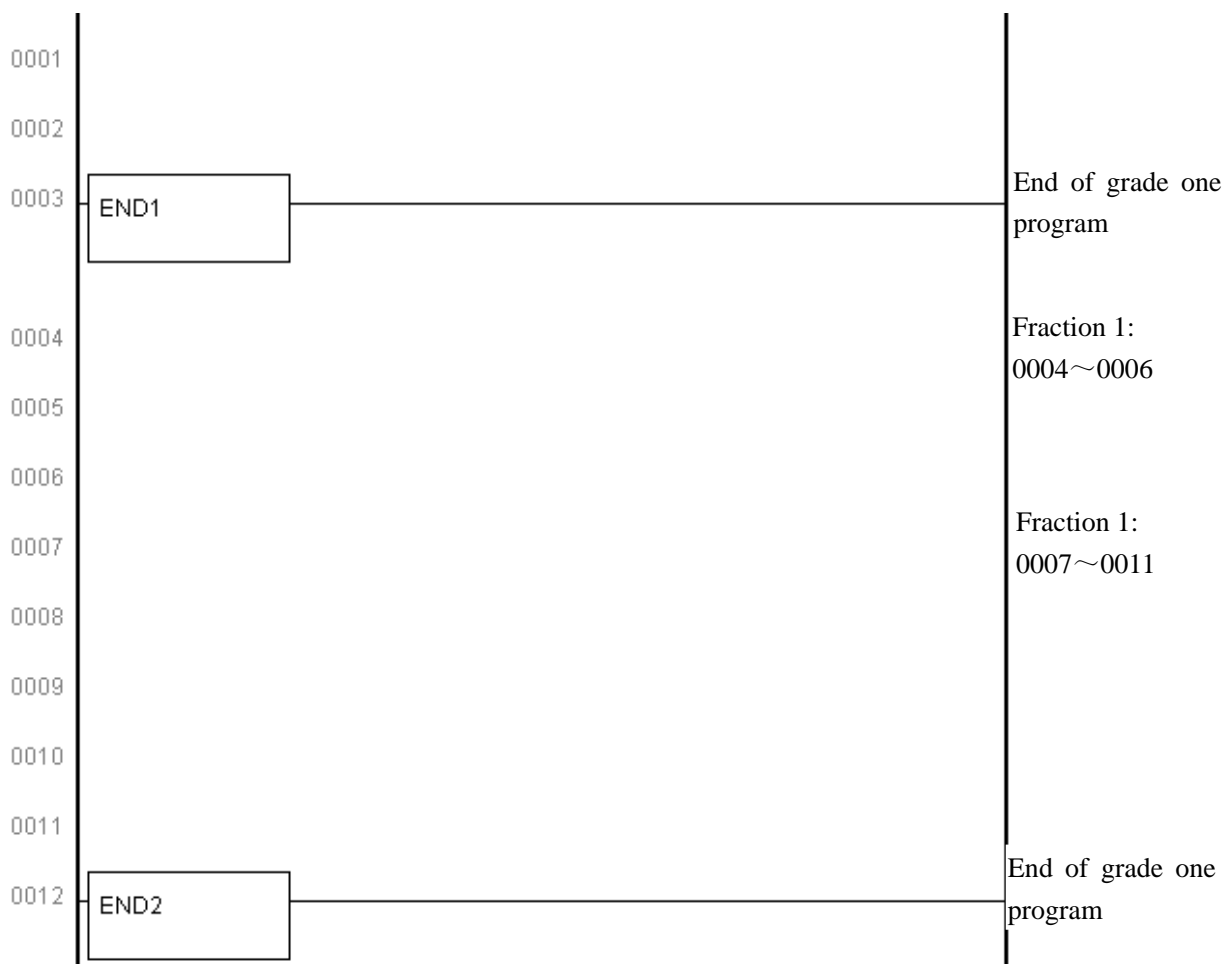 0001
0002
0003
END1
End of grade one
program
0004
Fraction 1:
0004～0006
0005
0006
0007
Fraction 1:
0007～0011
0008
0009
0010
0011
0012
END2
End of grade one
program